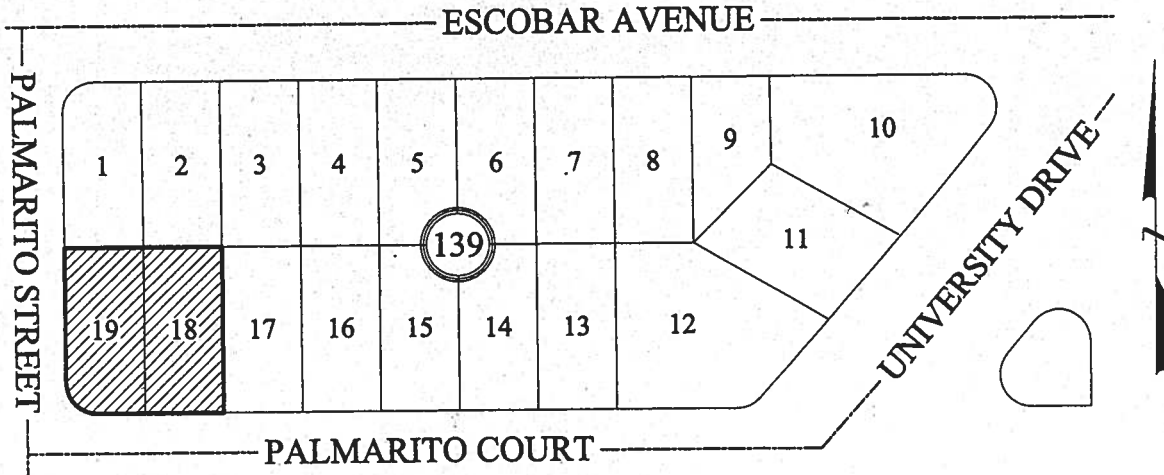 ESCOBAR AVENUE
PALMARITO STREET
1 2 3 4 5 6 7 8 9 10
139
11
19 18 17 16 15 14 13 12
UNIVERSITY DRIVE
PALMARITO COURT